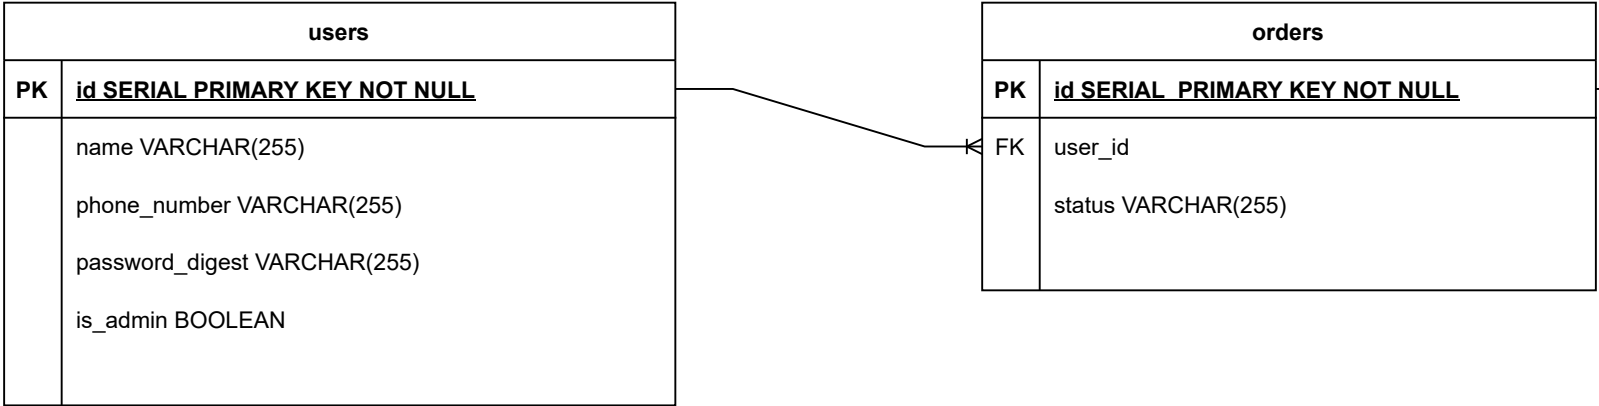 users
PK id SERIAL PRIMARY KEY NOT NULL
name VARCHAR(255)
phone_number VARCHAR(255)
password_digest VARCHAR(255)
is_admin BOOLEAN
orders
PK id SERIAL  PRIMARY KEY NOT NULL
FK user_id
status VARCHAR(255)